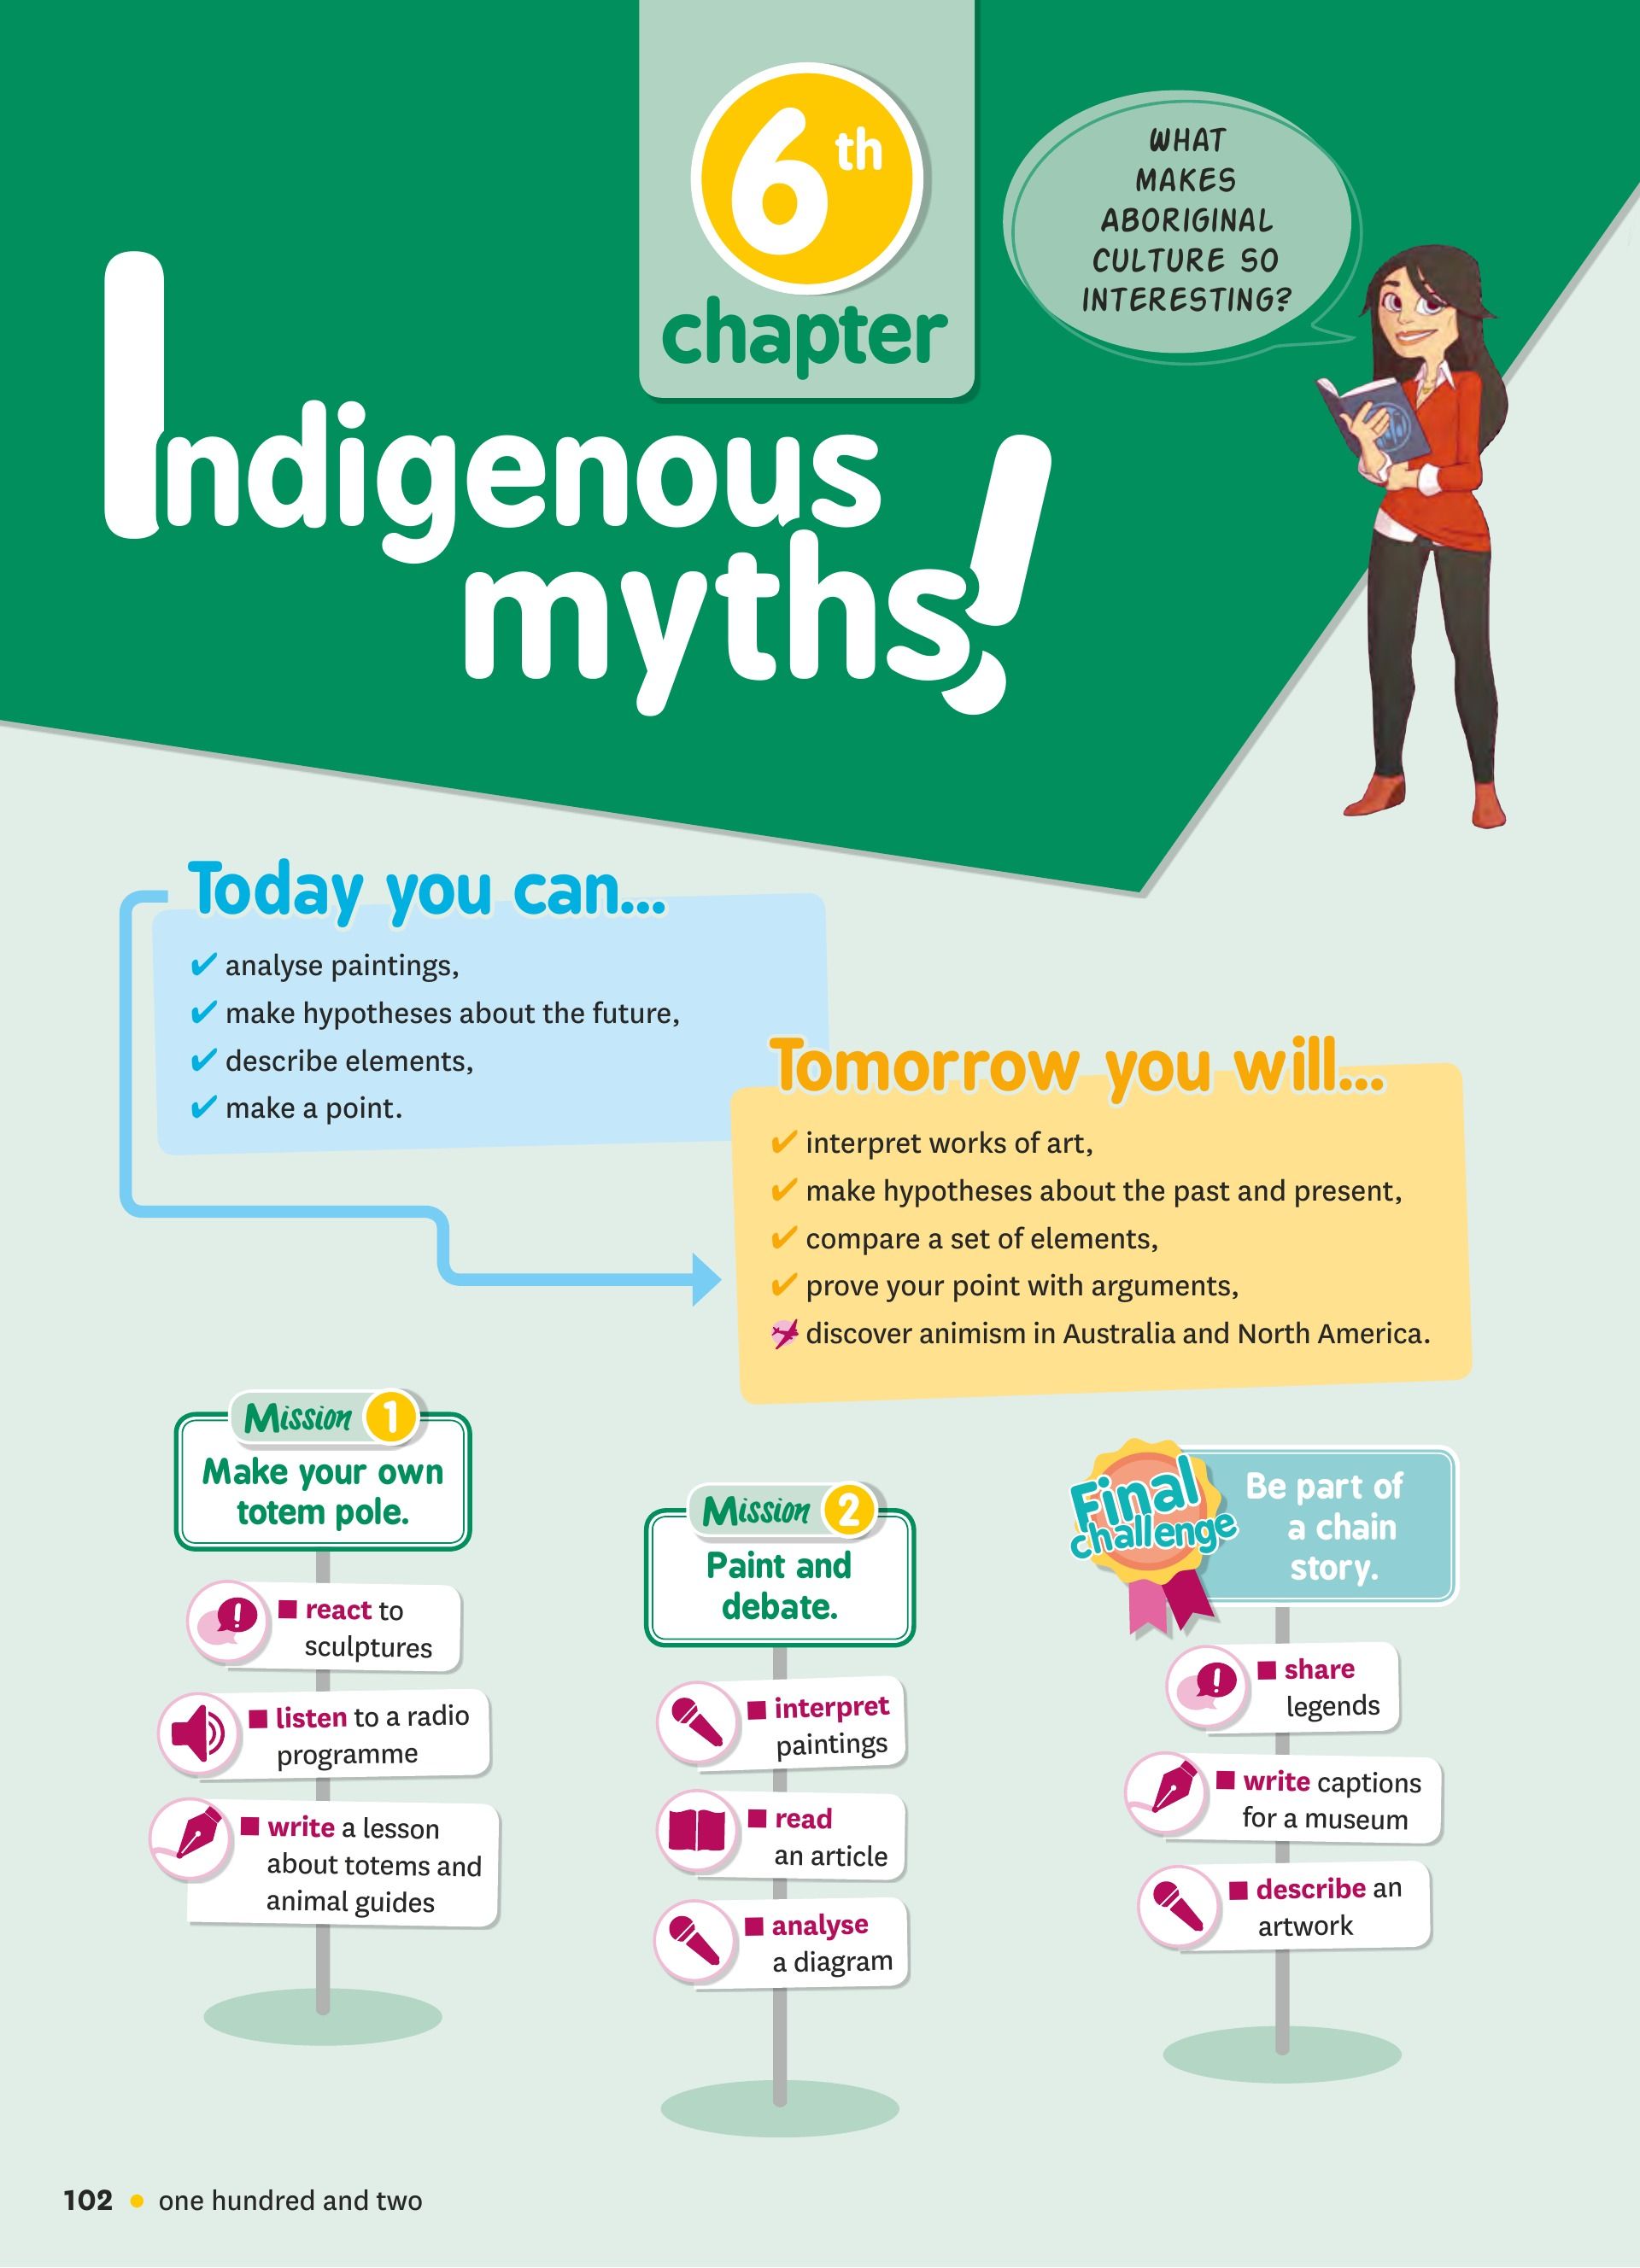 6th
chapter
WHAT
MAKES
ABORIGINAL
CULTURE SO
INTERESTING?
Indigenous
myths!
Today you can...
✔ analyse paintings,
✔ make hypotheses about the future,
✔ describe elements,
✔ make a point.
Tomorrow you will...
✔ interpret works of art,
✔ make hypotheses about the past and present,
✔ compare a set of elements,
✔ prove your point with arguments,
discover animism in Australia and North America.
Mission 1
Make your own
totem pole.
■ react to
sculptures
■ listen to a radio
programme
■ write a lesson
about totems and
animal guides
Mission 2
Paint and
debate.
■ interpret
paintings
■ read
an article
■ analyse
a diagram
Final
challenge
Be part of
a chain
story.
■ share
legends
■ write captions
for a museum
■ describe an
artwork
102 • one hundred and two